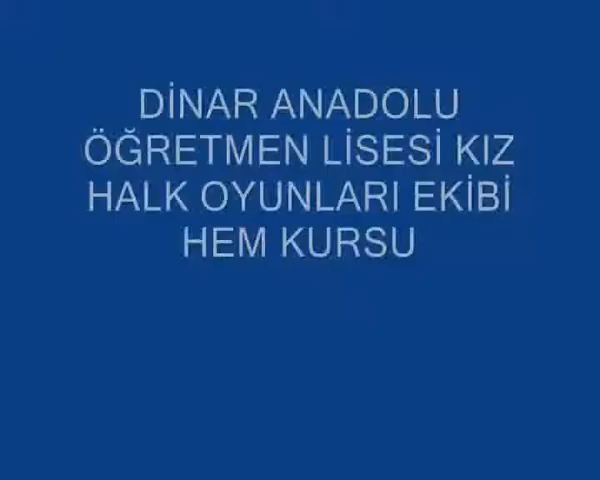 DİNAR ANADOLU
ÖĞRETMEN LİSESİ KIZ
HALK OYUNLARI EKİBİ
HEM KURSU